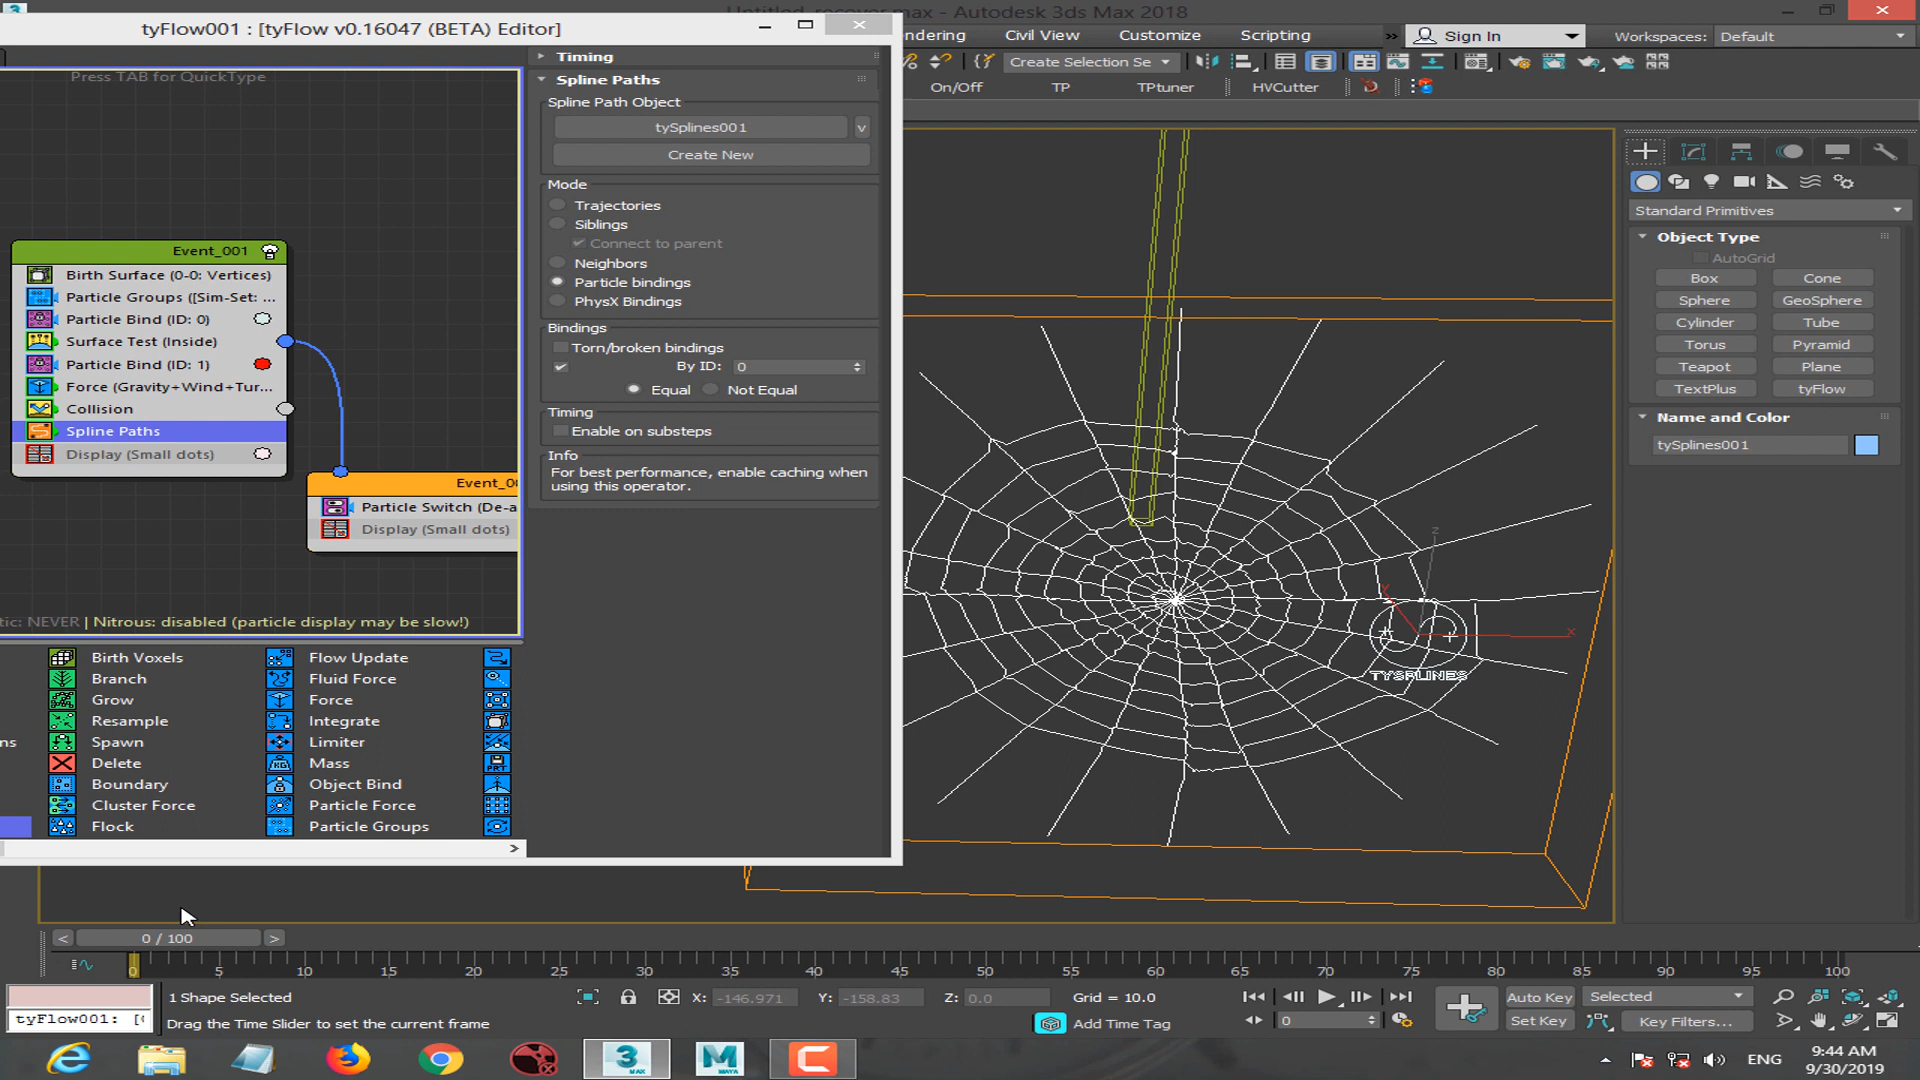 Untitled_recover.max - Autodesk 3ds Max 2018
tyFlow001 : [tyFlow v0.16047 (BETA) Editor]
ndering
Civil View
Customize
Scripting
Sign In
Workspaces: Default
Create Selection Se
On/Off
TP
TPtuner
HVCutter
Press TAB for QuickType
Event_001
Birth Surface (0-0: Vertices)
Particle Groups ([Sim-Set: ...
Particle Bind (ID: 0)
Surface Test (Inside)
Particle Bind (ID: 1)
Force (Gravity+Wind+Tur...
Collision
Spline Paths
Display (Small dots)
Event_00
Particle Switch (De-a
Display (Small dots)
tic: NEVER | Nitrous: disabled (particle display may be slow!)
Birth Voxels
Branch
Grow
Resample
Spawn
Delete
Boundary
Cluster Force
Flock
ns
Flow Update
Fluid Force
Force
Integrate
Limiter
Mass
Object Bind
Particle Force
Particle Groups
Timing
Spline Paths
Spline Path Object
tySplines001
v
Create New
Mode
Trajectories
Siblings
Connect to parent
Neighbors
Particle bindings
PhysX Bindings
Bindings
Torn/broken bindings
By ID: 0
Equal
Not Equal
Timing
Enable on substeps
Info
For best performance, enable caching when
using this operator.
TYSPLINES
z
x
Standard Primitives
Object Type
AutoGrid
Box
Cone
Sphere
GeoSphere
Cylinder
Tube
Torus
Pyramid
Teapot
Plane
TextPlus
tyFlow
Name and Color
tySplines001
< 0 / 100 >
0 5 10 15 20 25 30 35 40 45 50 55 60 65 70 75 80 85 90 95 100
1 Shape Selected
X: -146.971
Y: -158.83
Z: 0.0
Grid = 10.0
Auto Key
Selected
tyFlow001: [
Drag the Time Slider to set the current frame
Add Time Tag
0
Set Key
Key Filters...
3
MAX
M
MAYA
C
ENG
9:44 AM
9/30/2019